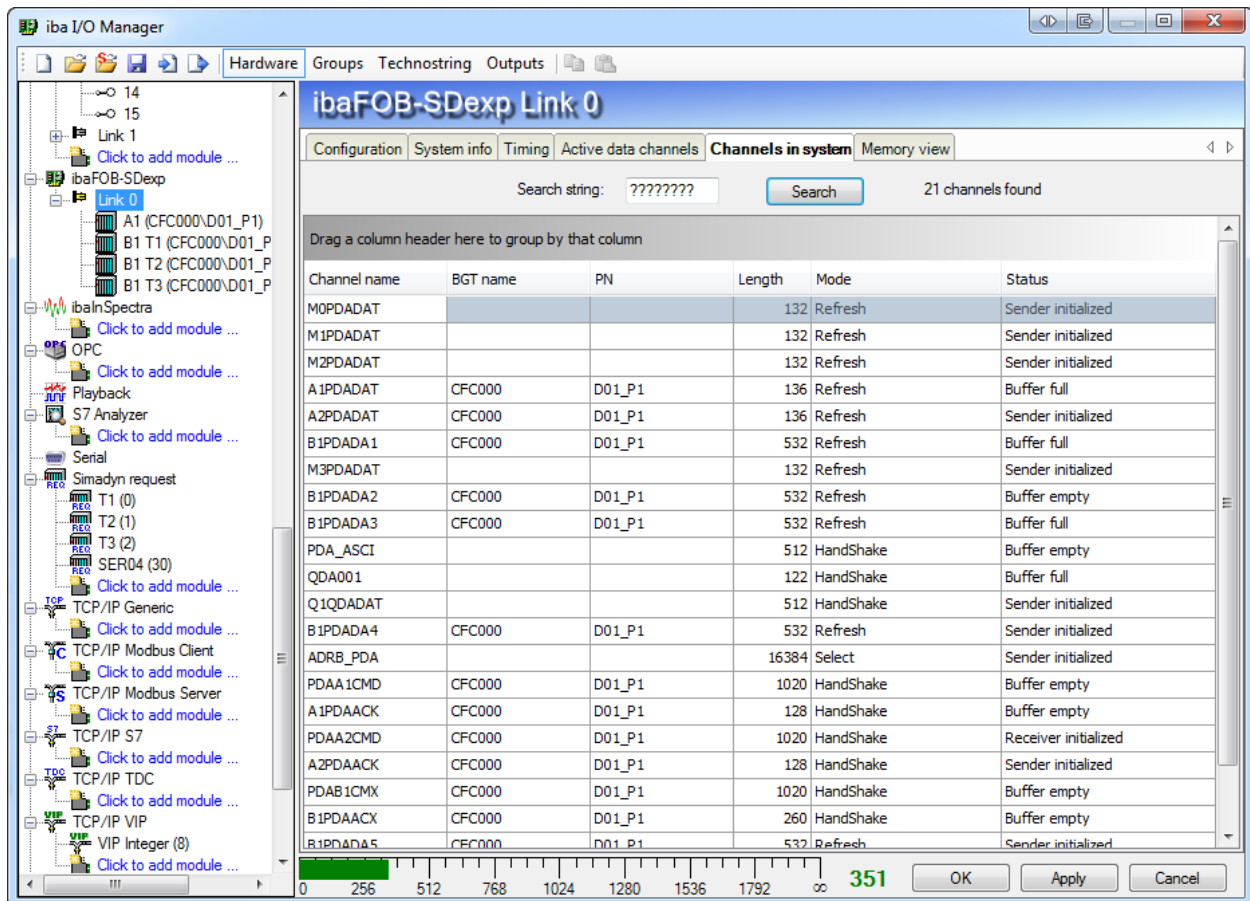 iba I/O Manager
Hardware Groups Technostring Outputs
14
15
Link 1
Click to add module ...
ibaFOB-SDexp
Link 0
A1 (CFC000\D01_P1)
B1 T1 (CFC000\D01_P
B1 T2 (CFC000\D01_P
B1 T3 (CFC000\D01_P
ibaInSpectra
Click to add module ...
OPC
Click to add module ...
Playback
S7 Analyzer
Click to add module ...
Serial
Simadyn request
T1 (0)
T2 (1)
T3 (2)
SER04 (30)
Click to add module ...
TCP/IP Generic
Click to add module ...
TCP/IP Modbus Client
Click to add module ...
TCP/IP Modbus Server
Click to add module ...
TCP/IP S7
Click to add module ...
TCP/IP TDC
Click to add module ...
TCP/IP VIP
VIP Integer (8)
Click to add module ...
ibaFOB-SDexp Link 0
Configuration System info Timing Active data channels Channels in system Memory view
Search string: ???????? Search 21 channels found
Drag a column header here to group by that column
Channel name BGT name PN Length Mode Status
M0PDADAT 132 Refresh Sender initialized
M1PDADAT 132 Refresh Sender initialized
M2PDADAT 132 Refresh Sender initialized
A1PDADAT CFC000 D01_P1 136 Refresh Buffer full
A2PDADAT CFC000 D01_P1 136 Refresh Sender initialized
B1PDADA1 CFC000 D01_P1 532 Refresh Buffer full
M3PDADAT 132 Refresh Sender initialized
B1PDADA2 CFC000 D01_P1 532 Refresh Buffer empty
B1PDADA3 CFC000 D01_P1 532 Refresh Buffer full
PDA_ASCI 512 HandShake Buffer empty
QDA001 122 HandShake Buffer full
Q1QDADAT 512 HandShake Sender initialized
B1PDADA4 CFC000 D01_P1 532 Refresh Sender initialized
ADRB_PDA 16384 Select Sender initialized
PDAA1CMD CFC000 D01_P1 1020 HandShake Buffer empty
A1PDAACK CFC000 D01_P1 128 HandShake Buffer empty
PDAA2CMD CFC000 D01_P1 1020 HandShake Receiver initialized
A2PDAACK CFC000 D01_P1 128 HandShake Sender initialized
PDAB1CMX CFC000 D01_P1 1020 HandShake Buffer empty
B1PDAACX CFC000 D01_P1 260 HandShake Buffer empty
B1PDADA5 CFC000 D01_P1 532 Refresh Sender initialized
0 256 512 768 1024 1280 1536 1792 ∞ 351 OK Apply Cancel